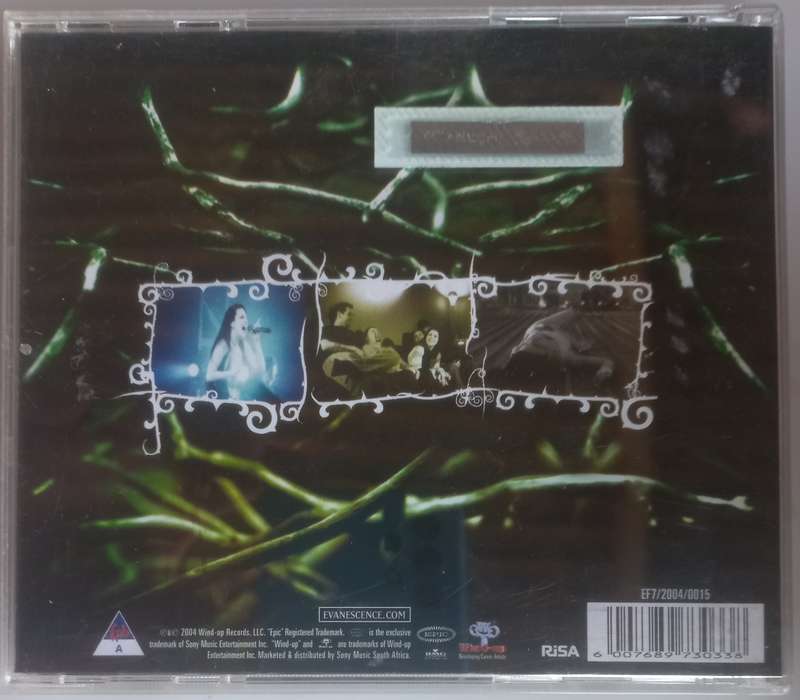 EF7/2004/0015
EVANESCENCE.COM
A
℗&© 2004 Wind-up Records, LLC. "Epic" Registered Trademark. is the exclusive
trademark of Sony Music Entertainment Inc. "Wind-up" and are trademarks of Wind-up
Entertainment Inc. Marketed & distributed by Sony Music South Africa.
EPIC
RiSA
6 007689 730338